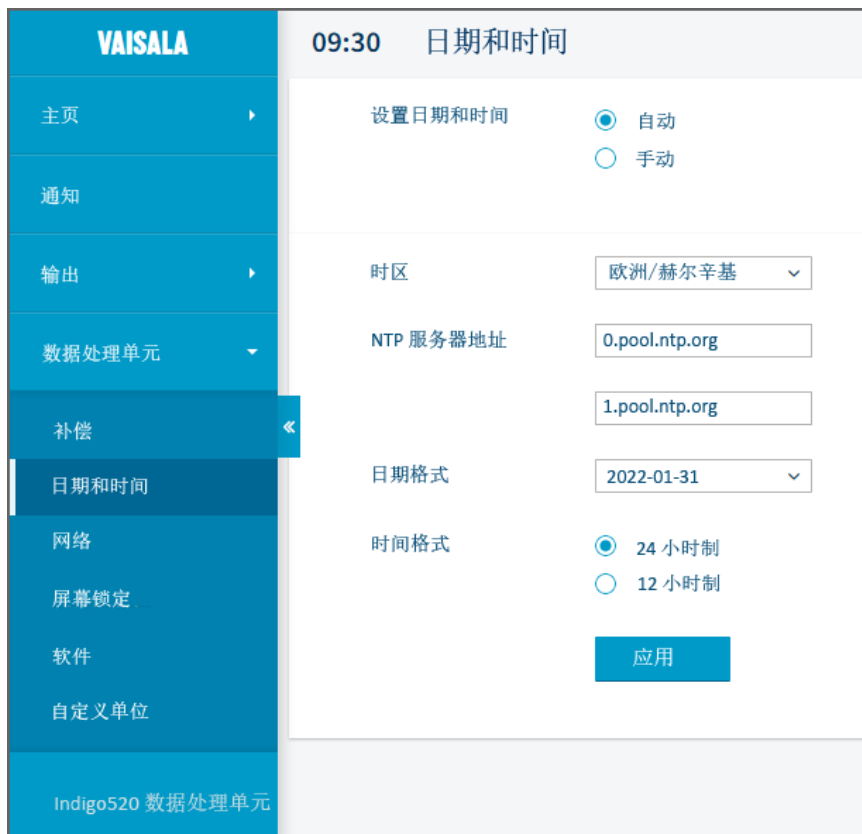 VAISALA
主页
通知
输出
数据处理单元
补偿
日期和时间
网络
屏幕锁定
软件
自定义单位
Indigo520 数据处理单元
09:30 日期和时间
设置日期和时间
自动
手动
时区
欧洲/赫尔辛基
NTP 服务器地址
0.pool.ntp.org
1.pool.ntp.org
日期格式
2022-01-31
时间格式
24 小时制
12 小时制
应用